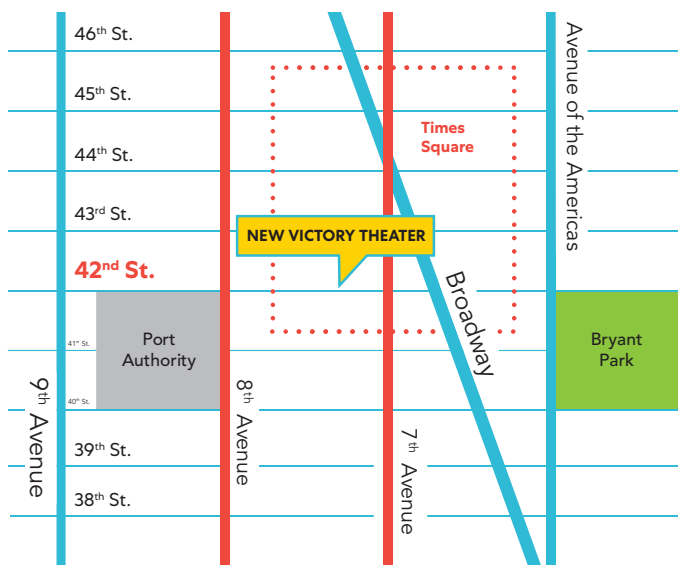 46th St.
45th St.
44th St.
43rd St.
42nd St.
41st St.
40th St.
39th St.
38th St.
Times
Square
NEW VICTORY THEATER
Port
Authority
Bryant
Park
9th Avenue
8th Avenue
7th Avenue
Broadway
Avenue of the Americas